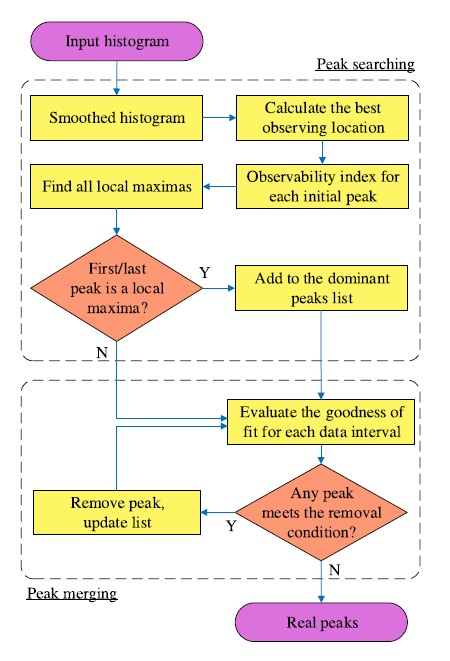 Input histogram
Peak searching
Smoothed histogram
Calculate the best
observing location
Find all local maximas
Observability index for
each initial peak
First/last
peak is a local
maxima?
Y
Add to the dominant
peaks list
N
Evaluate the goodness of
fit for each data interval
Remove peak,
update list
Y
Any peak
meets the removal
condition?
N
Peak merging
Real peaks